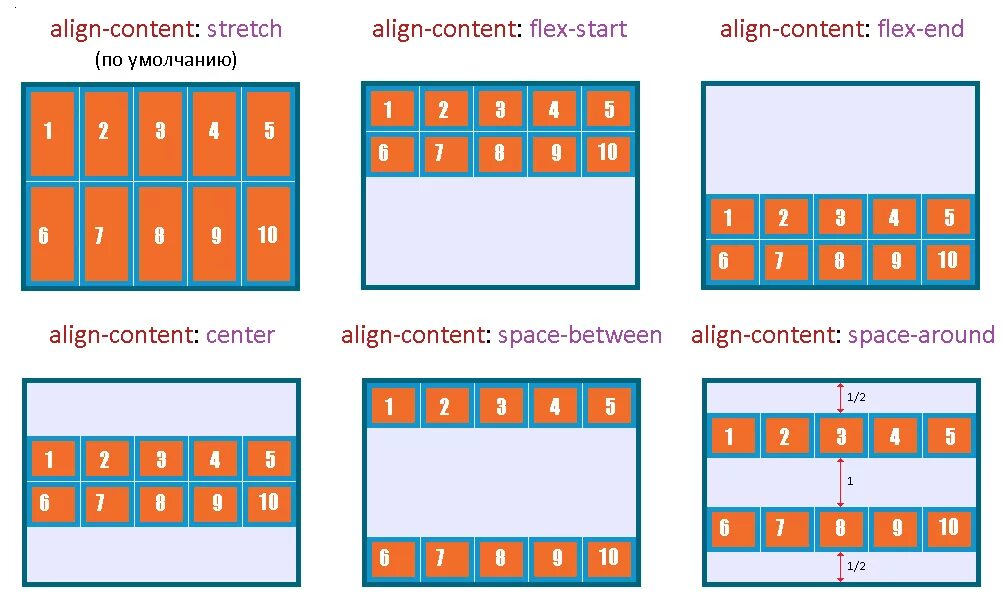 align-content: stretch
(по умолчанию)
1 2 3 4 5
6 7 8 9 10
align-content: flex-start
1 2 3 4 5
6 7 8 9 10
align-content: flex-end
1 2 3 4 5
6 7 8 9 10
align-content: center
1 2 3 4 5
6 7 8 9 10
align-content: space-between
1 2 3 4 5
6 7 8 9 10
align-content: space-around
1/2
1 2 3 4 5
1
6 7 8 9 10
1/2